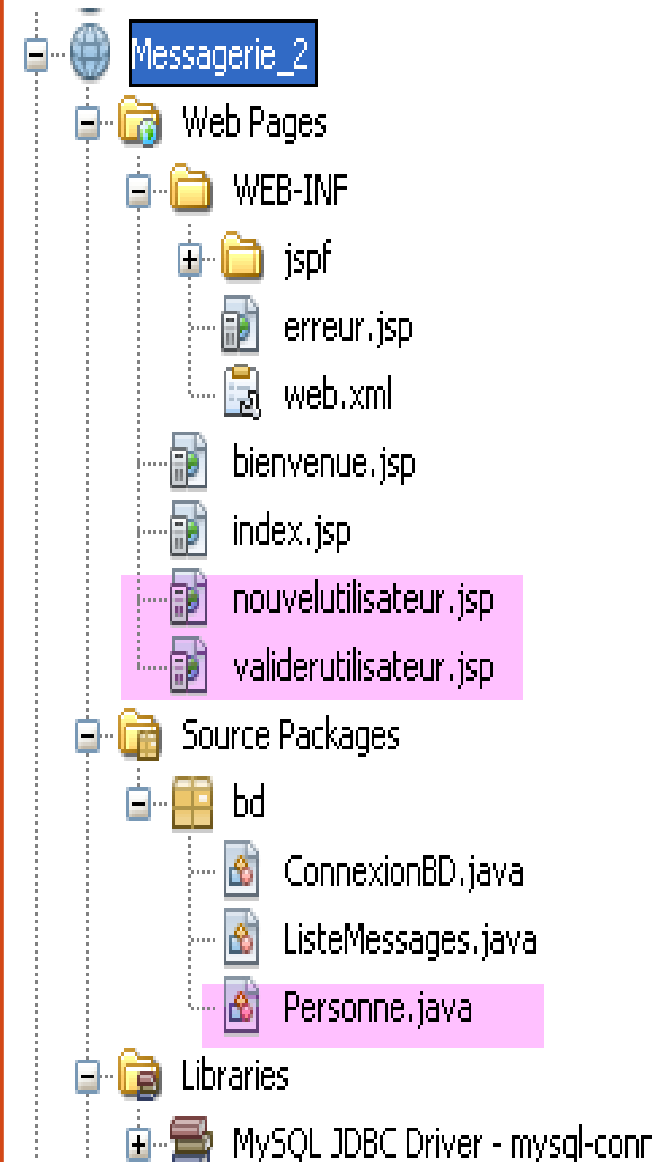 Messagerie_2
Web Pages
WEB-INF
jspf
erreur.jsp
web.xml
bienvenue.jsp
index.jsp
nouvelutilisateur.jsp
validerutilisateur.jsp
Source Packages
bd
ConnexionBD.java
ListeMessages.java
Personne.java
Libraries
MySQL JDBC Driver - mysql-conn